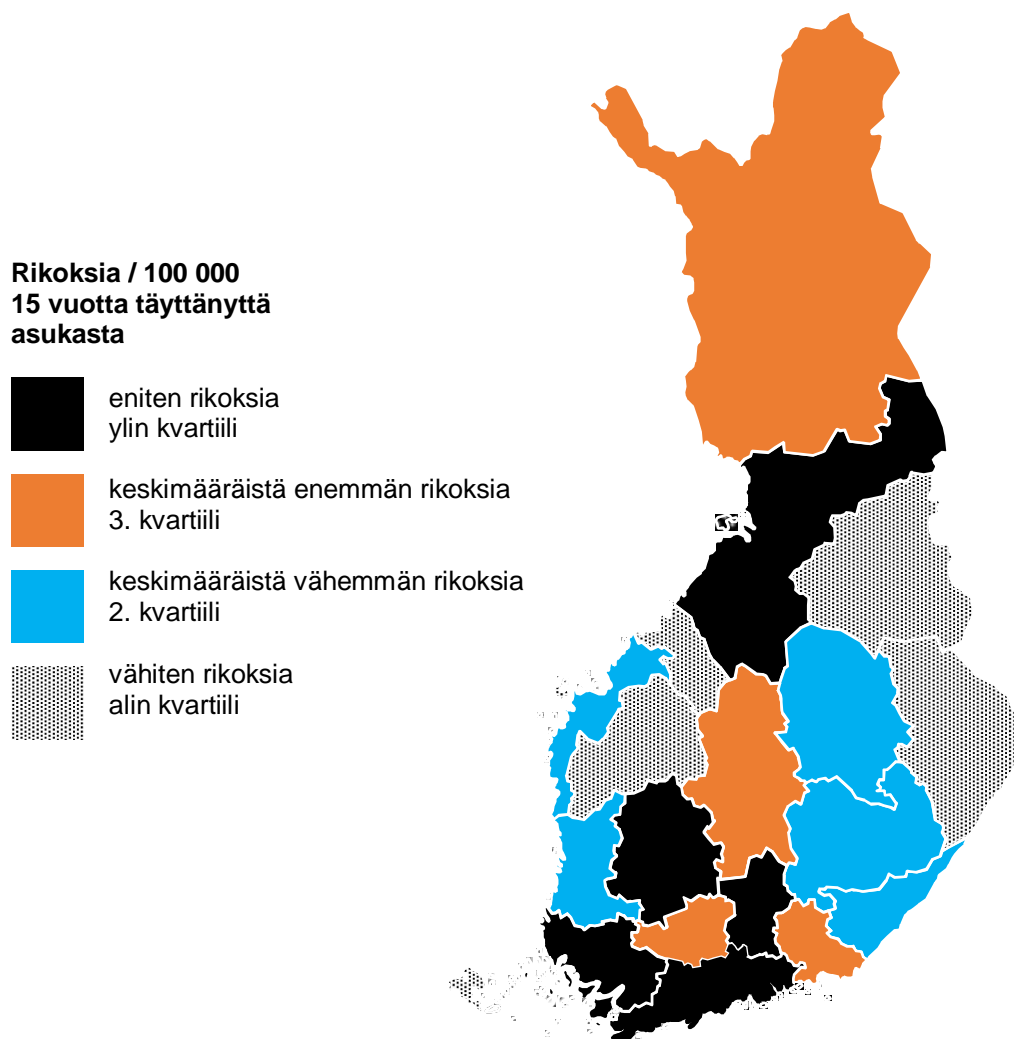 Rikoksia / 100 000
15 vuotta täyttänyttä
asukasta
eniten rikoksia
ylin kvartiili
keskimääräistä enemmän rikoksia
3. kvartiili
keskimääräistä vähemmän rikoksia
2. kvartiili
vähiten rikoksia
alin kvartiili